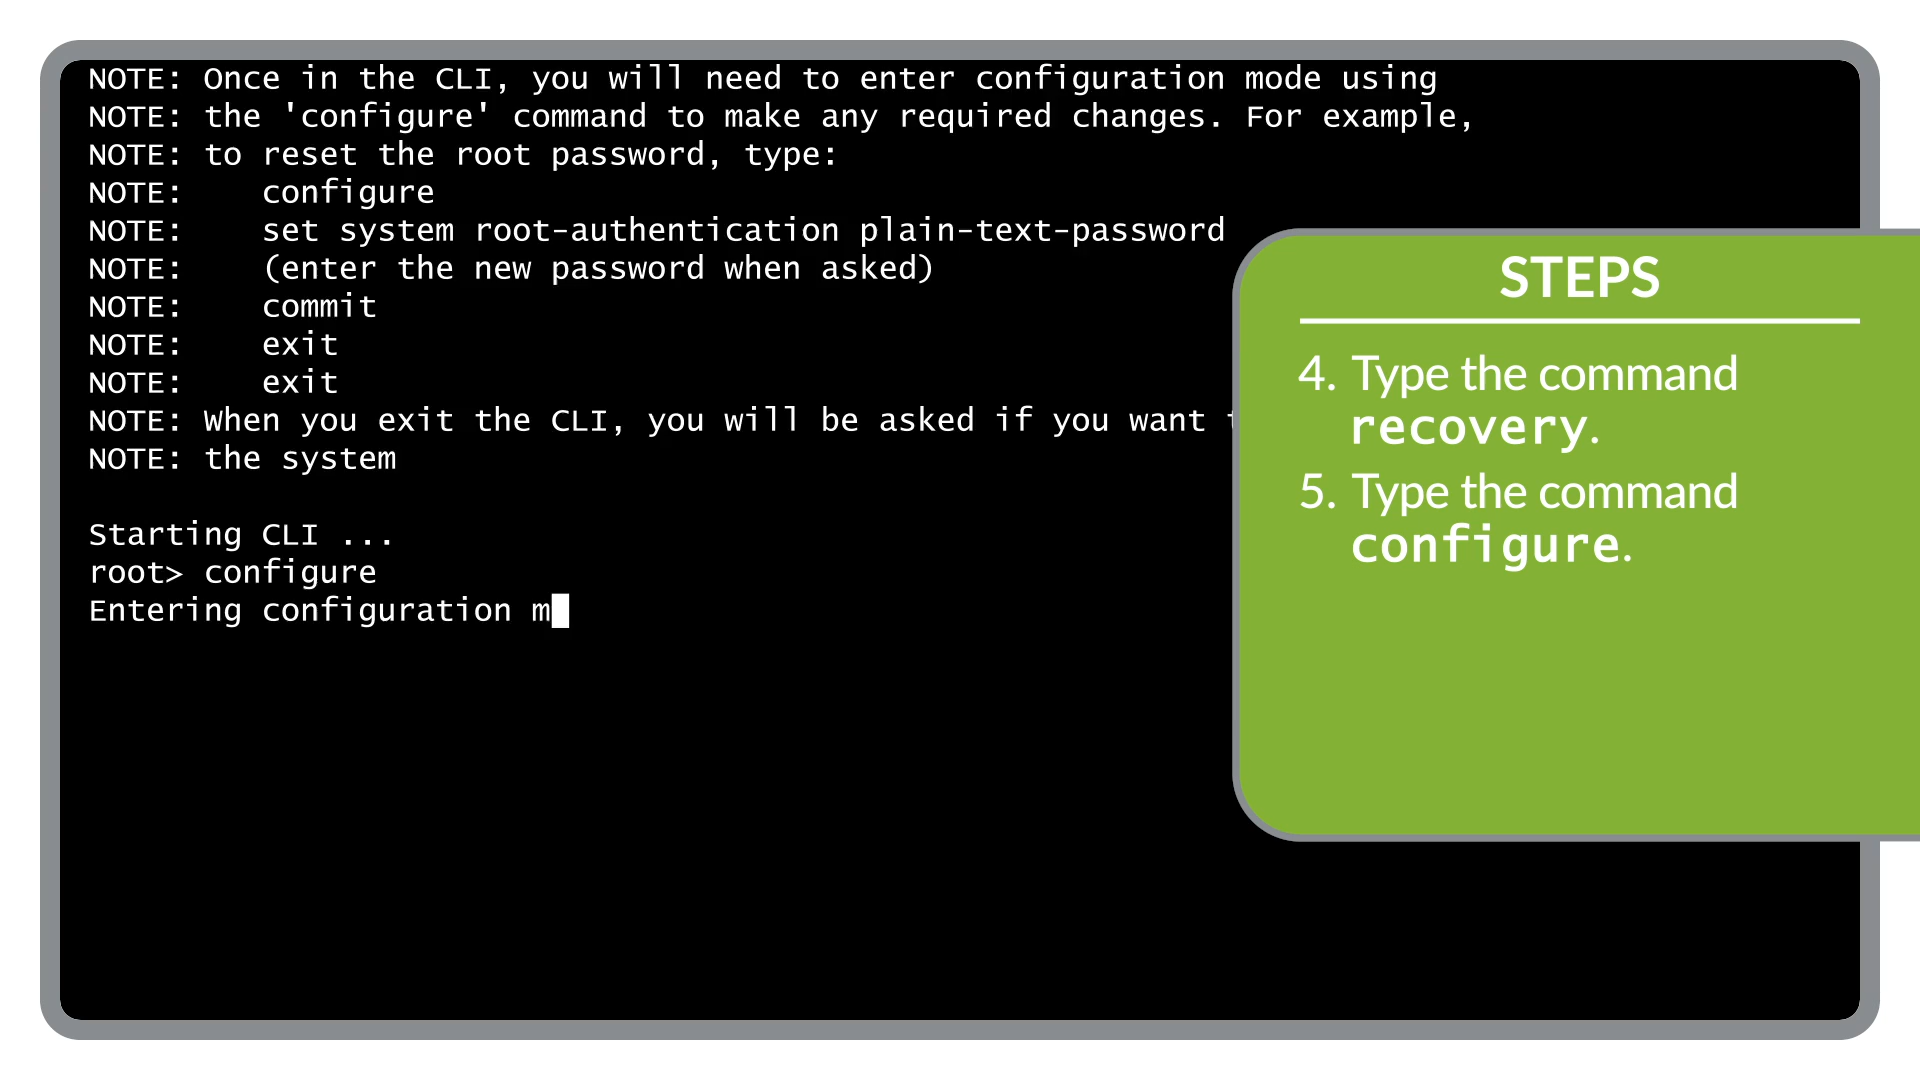 NOTE: Once in the CLI, you will need to enter configuration mode using
NOTE: the 'configure' command to make any required changes. For example,
NOTE: to reset the root password, type:
NOTE:    configure
NOTE:    set system root-authentication plain-text-password
NOTE:    (enter the new password when asked)
NOTE:    commit
NOTE:    exit
NOTE:    exit
NOTE: When you exit the CLI, you will be asked if you want
NOTE: the system
Starting CLI ...
root> configure
Entering configuration m
STEPS
4. Type the command
recovery.
5. Type the command
configure.